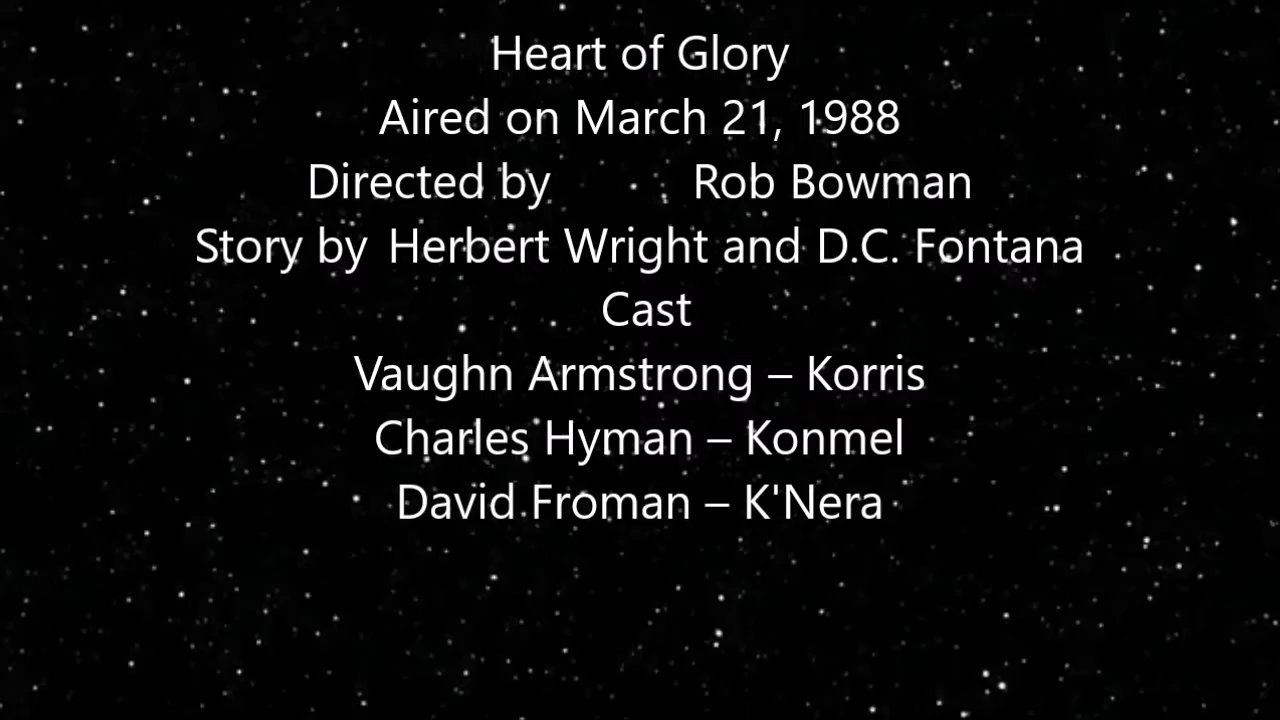 Heart of Glory
Aired on March 21, 1988
Directed by Rob Bowman
Story by Herbert Wright and D.C. Fontana
Cast
Vaughn Armstrong – Korris
Charles Hyman – Konmel
David Froman – K'Nera